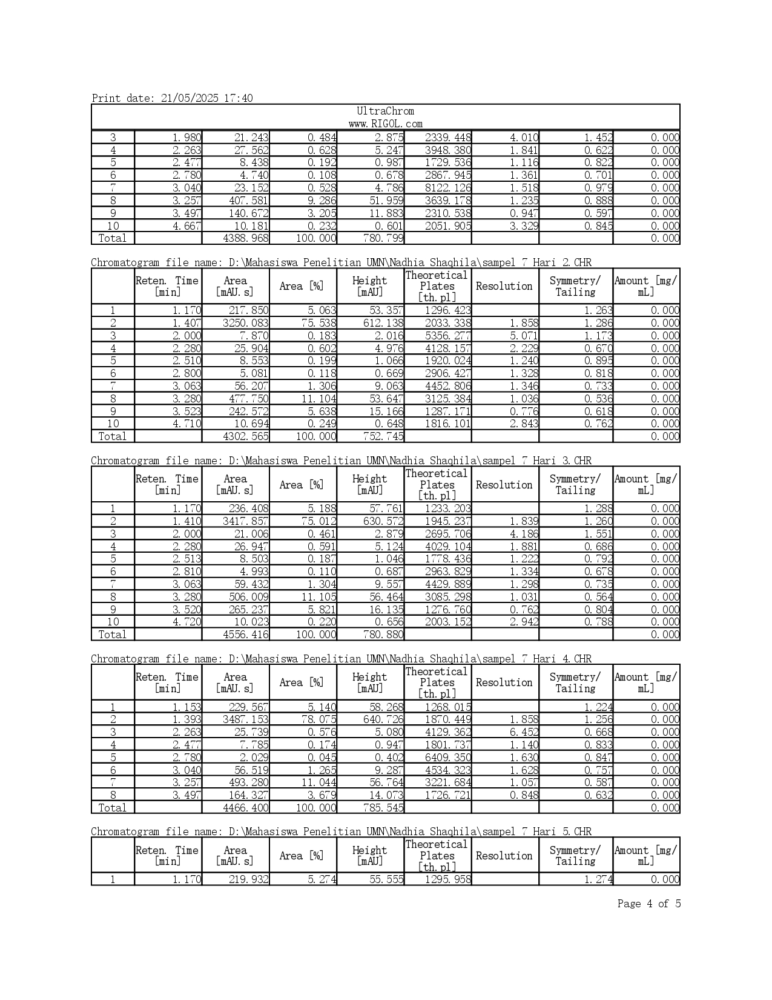 Print date: 21/05/2025 17:40
UltraChrom
www.RIGOL.com
3 1.980 21.243 0.484 2.875 2339.448 4.010 1.452 0.000
4 2.263 27.562 0.628 5.247 3948.380 1.841 0.622 0.000
5 2.477 8.438 0.192 0.987 1729.536 1.116 0.822 0.000
6 2.780 4.740 0.108 0.678 2867.945 1.361 0.701 0.000
7 3.040 23.152 0.528 4.786 8122.126 1.518 0.979 0.000
8 3.257 407.581 9.286 51.959 3639.178 1.235 0.888 0.000
9 3.497 140.672 3.205 11.883 2310.538 0.947 0.597 0.000
10 4.667 10.181 0.232 0.601 2051.905 3.329 0.845 0.000
Total 4388.968 100.000 780.799 0.000
Chromatogram file name: D:\Mahasiswa Penelitian UMN\Nadhia Shaqhila\sampel 7 Hari 2.CHR
Reten. Time [min] Area [mAU.s] Area [%] Height [mAU] Theoretical Plates [th.pl] Resolution Symmetry/ Tailing Amount [mg/ mL]
1 1.170 217.850 5.063 53.357 1296.423 1.263 0.000
2 1.407 3250.083 75.538 612.138 2033.338 1.858 1.286 0.000
3 2.000 7.870 0.183 2.016 5356.277 5.071 1.173 0.000
4 2.280 25.904 0.602 4.976 4128.157 2.229 0.670 0.000
5 2.510 8.553 0.199 1.066 1920.024 1.240 0.895 0.000
6 2.800 5.081 0.118 0.669 2906.427 1.328 0.818 0.000
7 3.063 56.207 1.306 9.063 4452.806 1.346 0.733 0.000
8 3.280 477.750 11.104 53.647 3125.384 1.036 0.536 0.000
9 3.523 242.572 5.638 15.166 1287.171 0.776 0.618 0.000
10 4.710 10.694 0.249 0.648 1816.101 2.843 0.762 0.000
Total 4302.565 100.000 752.745 0.000
Chromatogram file name: D:\Mahasiswa Penelitian UMN\Nadhia Shaqhila\sampel 7 Hari 3.CHR
Reten. Time [min] Area [mAU.s] Area [%] Height [mAU] Theoretical Plates [th.pl] Resolution Symmetry/ Tailing Amount [mg/ mL]
1 1.170 236.408 5.188 57.761 1233.203 1.288 0.000
2 1.410 3417.857 75.012 630.572 1945.237 1.839 1.260 0.000
3 2.000 21.006 0.461 2.879 2695.706 4.186 1.551 0.000
4 2.280 26.947 0.591 5.124 4029.104 1.881 0.686 0.000
5 2.513 8.503 0.187 1.046 1778.436 1.222 0.792 0.000
6 2.810 4.993 0.110 0.687 2963.829 1.334 0.678 0.000
7 3.063 59.432 1.304 9.557 4429.889 1.298 0.735 0.000
8 3.280 506.009 11.105 56.464 3085.298 1.031 0.564 0.000
9 3.520 265.237 5.821 16.135 1276.760 0.762 0.804 0.000
10 4.720 10.023 0.220 0.656 2003.152 2.942 0.788 0.000
Total 4556.416 100.000 780.880 0.000
Chromatogram file name: D:\Mahasiswa Penelitian UMN\Nadhia Shaqhila\sampel 7 Hari 4.CHR
Reten. Time [min] Area [mAU.s] Area [%] Height [mAU] Theoretical Plates [th.pl] Resolution Symmetry/ Tailing Amount [mg/ mL]
1 1.153 229.567 5.140 58.268 1268.015 1.224 0.000
2 1.393 3487.153 78.075 640.726 1870.449 1.858 1.256 0.000
3 2.263 25.739 0.576 5.080 4129.362 6.452 0.668 0.000
4 2.477 7.785 0.174 0.947 1801.737 1.140 0.833 0.000
5 2.780 2.029 0.045 0.402 6409.350 1.630 0.847 0.000
6 3.040 56.519 1.265 9.287 4534.323 1.628 0.757 0.000
7 3.257 493.280 11.044 56.764 3221.684 1.057 0.587 0.000
8 3.497 164.327 3.679 14.073 1726.721 0.848 0.632 0.000
Total 4466.400 100.000 785.545 0.000
Chromatogram file name: D:\Mahasiswa Penelitian UMN\Nadhia Shaqhila\sampel 7 Hari 5.CHR
Reten. Time [min] Area [mAU.s] Area [%] Height [mAU] Theoretical Plates [th.pl] Resolution Symmetry/ Tailing Amount [mg/ mL]
1 1.170 219.932 5.274 55.555 1295.958 1.274 0.000
Page 4 of 5